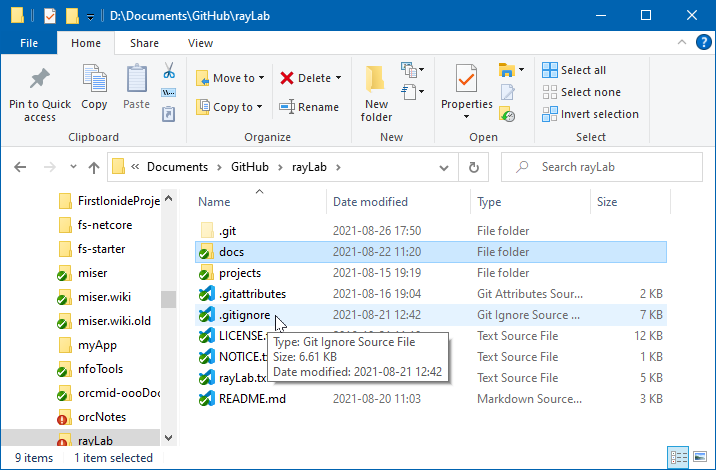 D:\Documents\GitHub\rayLab
File Home Share View
Pin to Quick access
Copy
Paste
Move to
Copy to
Delete
Rename
New folder
Properties
Select all
Select none
Invert selection
Clipboard Organize New Open Select
Documents GitHub rayLab
Search rayLab
FirstIonideProje
fs-netcore
fs-starter
miser
miser.wiki
miser.wiki.old
myApp
nfoTools
orcmid-oooDoc
orcNotes
rayLab
Name Date modified Type Size
.git 2021-08-26 17:50 File folder
docs 2021-08-22 11:20 File folder
projects 2021-08-15 19:19 File folder
.gitattributes 2021-08-16 19:04 Git Attributes Sour... 2 KB
.gitignore 2021-08-21 12:42 Git Ignore Source ... 7 KB
LICENSE. Text Source File 12 KB
NOTICE.tx Text Source File 1 KB
rayLab.tx Text Source File 5 KB
README.md 2021-08-20 11:03 Markdown Source... 3 KB
Type: Git Ignore Source File
Size: 6.61 KB
Date modified: 2021-08-21 12:42
9 items 1 item selected